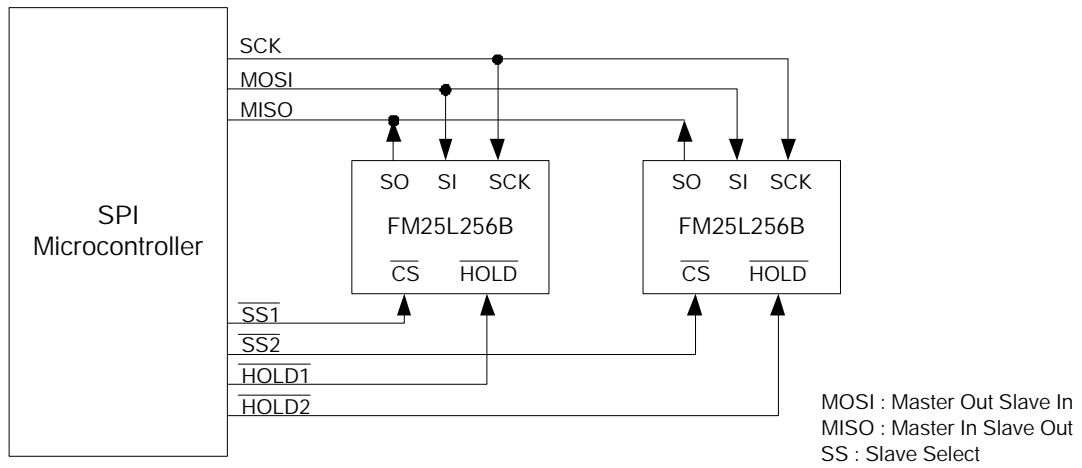 SCK
MOSI
MISO
SPI
Microcontroller
SO SI SCK
FM25L256B
CS HOLD
SO SI SCK
FM25L256B
CS HOLD
SS1
SS2
HOLD1
HOLD2
MOSI : Master Out Slave In
MISO : Master In Slave Out
SS : Slave Select